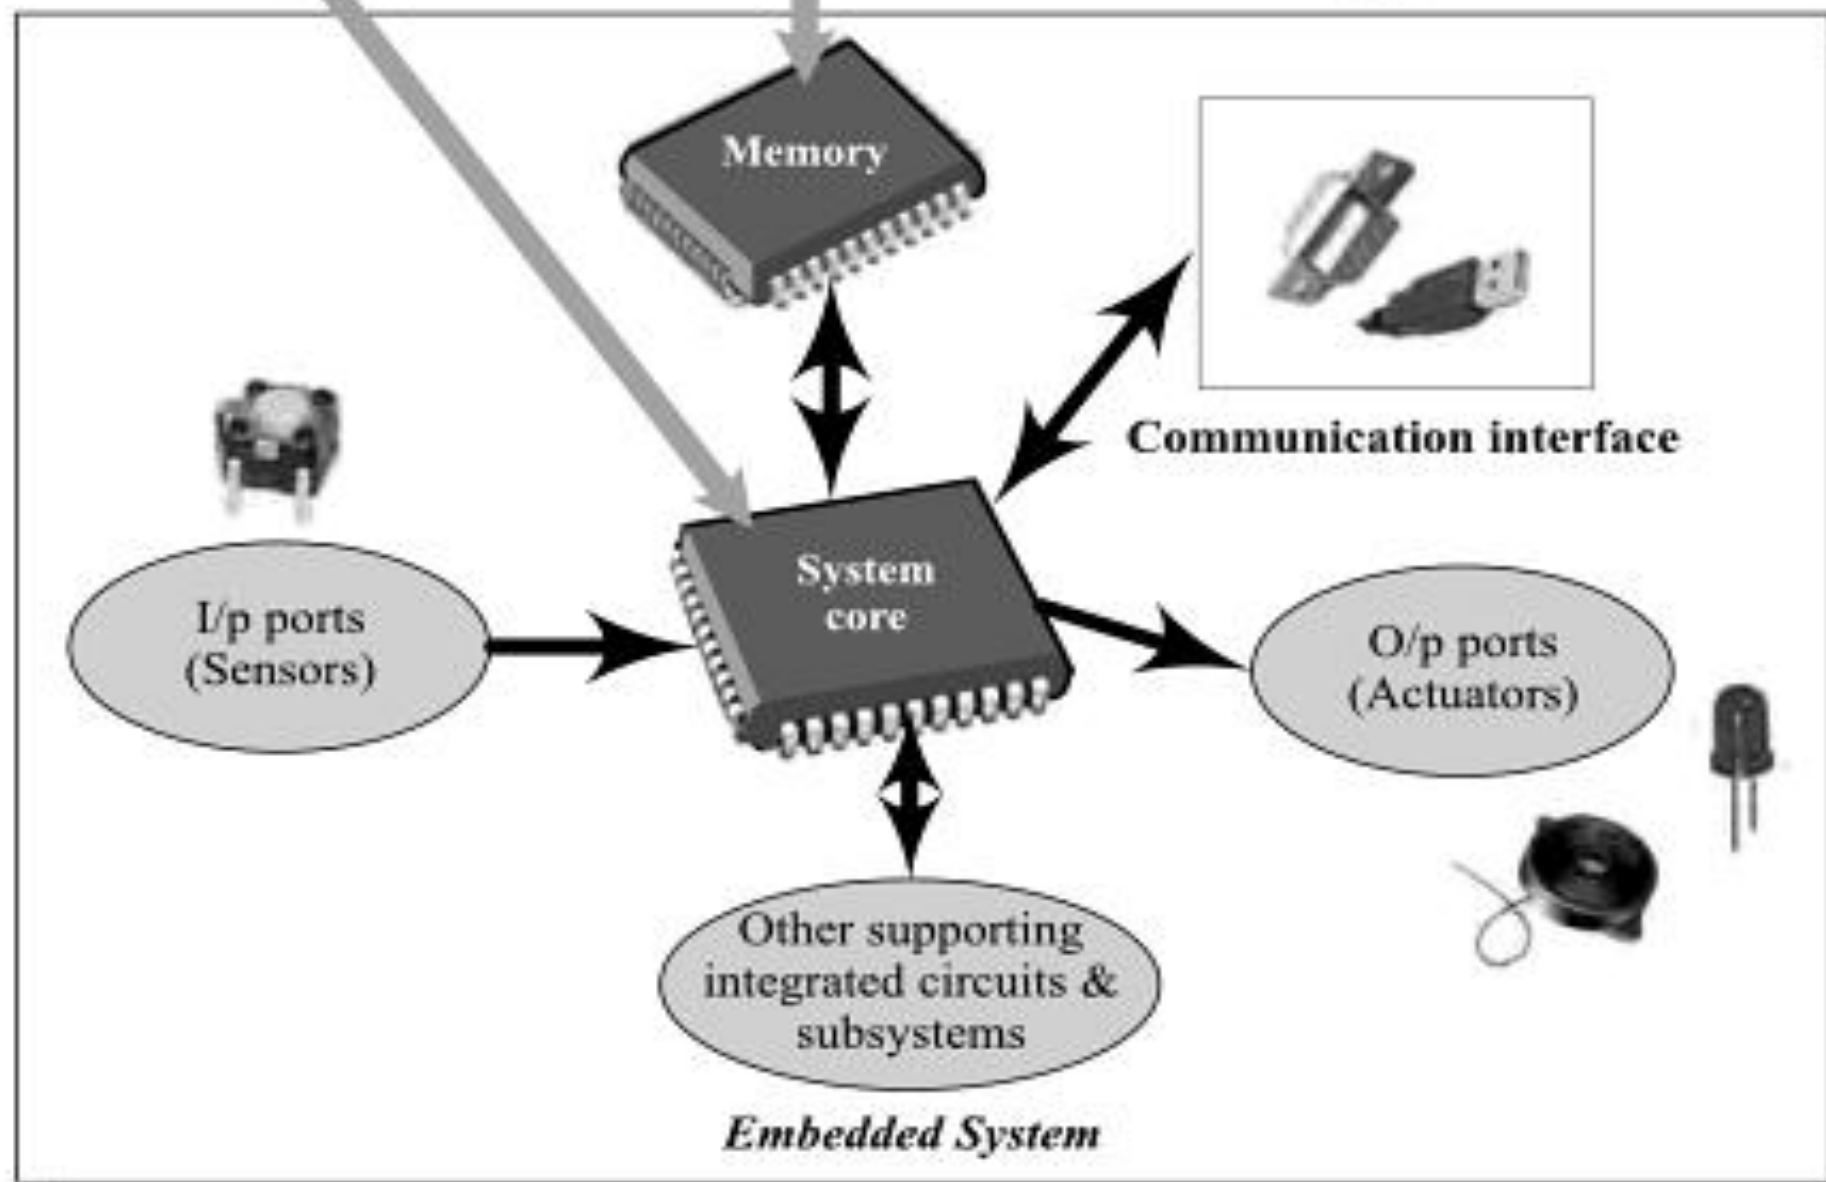 Memory
Communication interface
System
core
I/p ports
(Sensors)
O/p ports
(Actuators)
Other supporting
integrated circuits &
subsystems
Embedded System